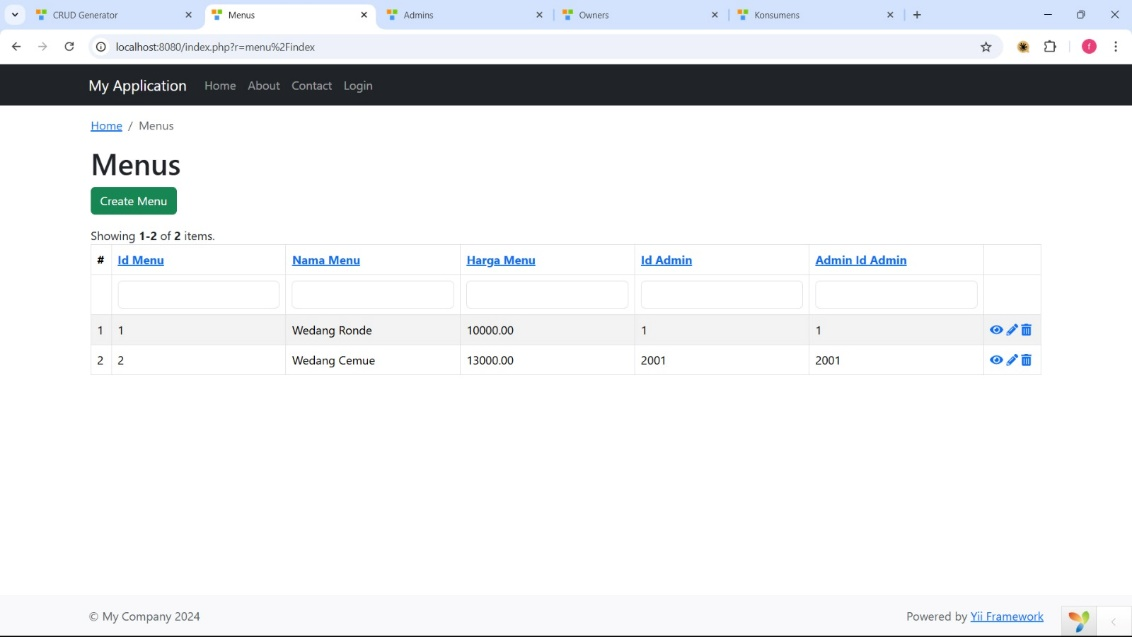 CRUD Generator
Menus
Admins
Owners
Konsumens
localhost:8080/index.php?r=menu%2Findex
f
My Application Home About Contact Login
Home / Menus
Menus
Create Menu
Showing 1-2 of 2 items.
# Id Menu Nama Menu Harga Menu Id Admin Admin Id Admin
1 1 Wedang Ronde 10000.00 1 1
2 2 Wedang Cemue 13000.00 2001 2001
© My Company 2024 Powered by Yii Framework